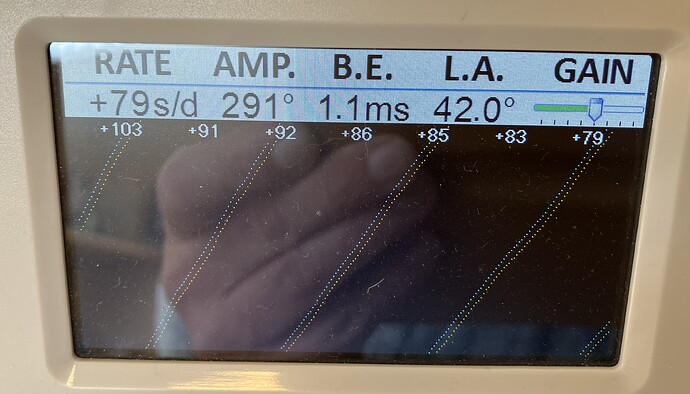 RATE AMP. B.E. L.A. GAIN
+79s/d 291° 1.1ms 42.0°
+103 +91 +92 +86 +85 +83 +79